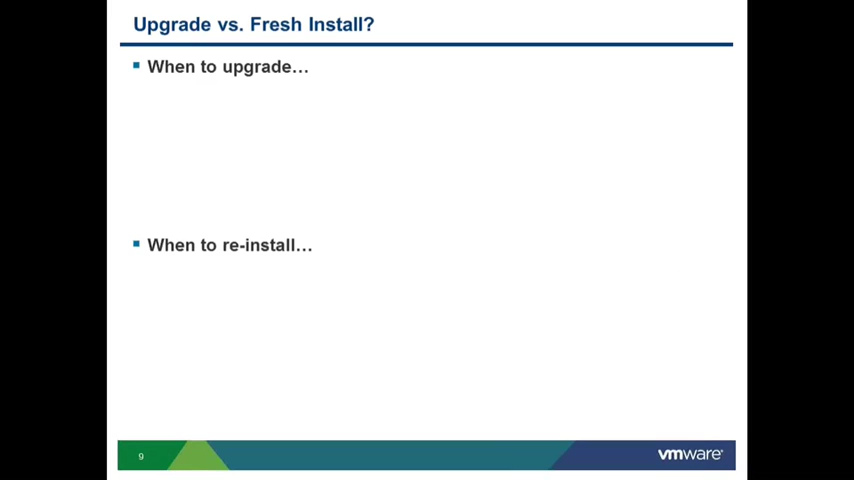 Upgrade vs. Fresh Install?
When to upgrade…
When to re-install…
9
vmware